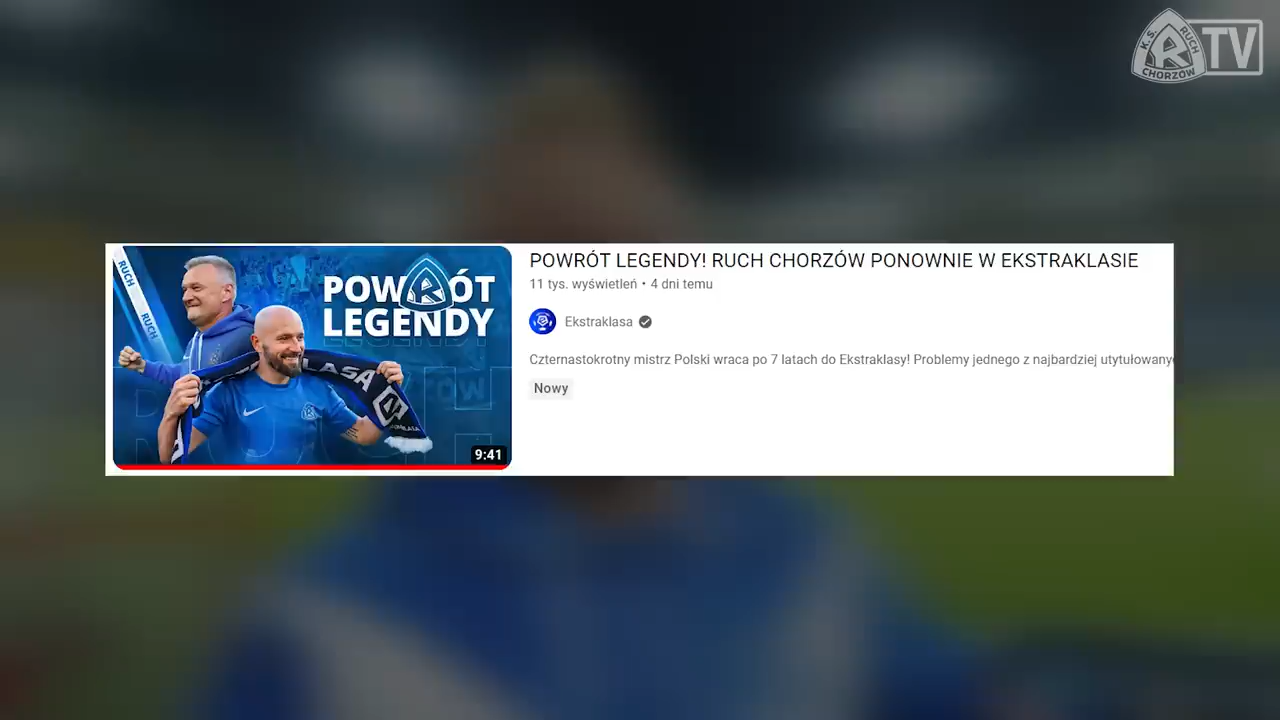 K.S. RUCH CHORZÓW TV
RUCH
RUCH
POWRÓT
LEGENDY
9:41
POWRÓT LEGENDY! RUCH CHORZÓW PONOWNIE W EKSTRAKLASIE
11 tys. wyświetleń • 4 dni temu
Ekstraklasa
Czternastokrotny mistrz Polski wraca po 7 latach do Ekstraklasy! Problemy jednego z najbardziej
Nowy